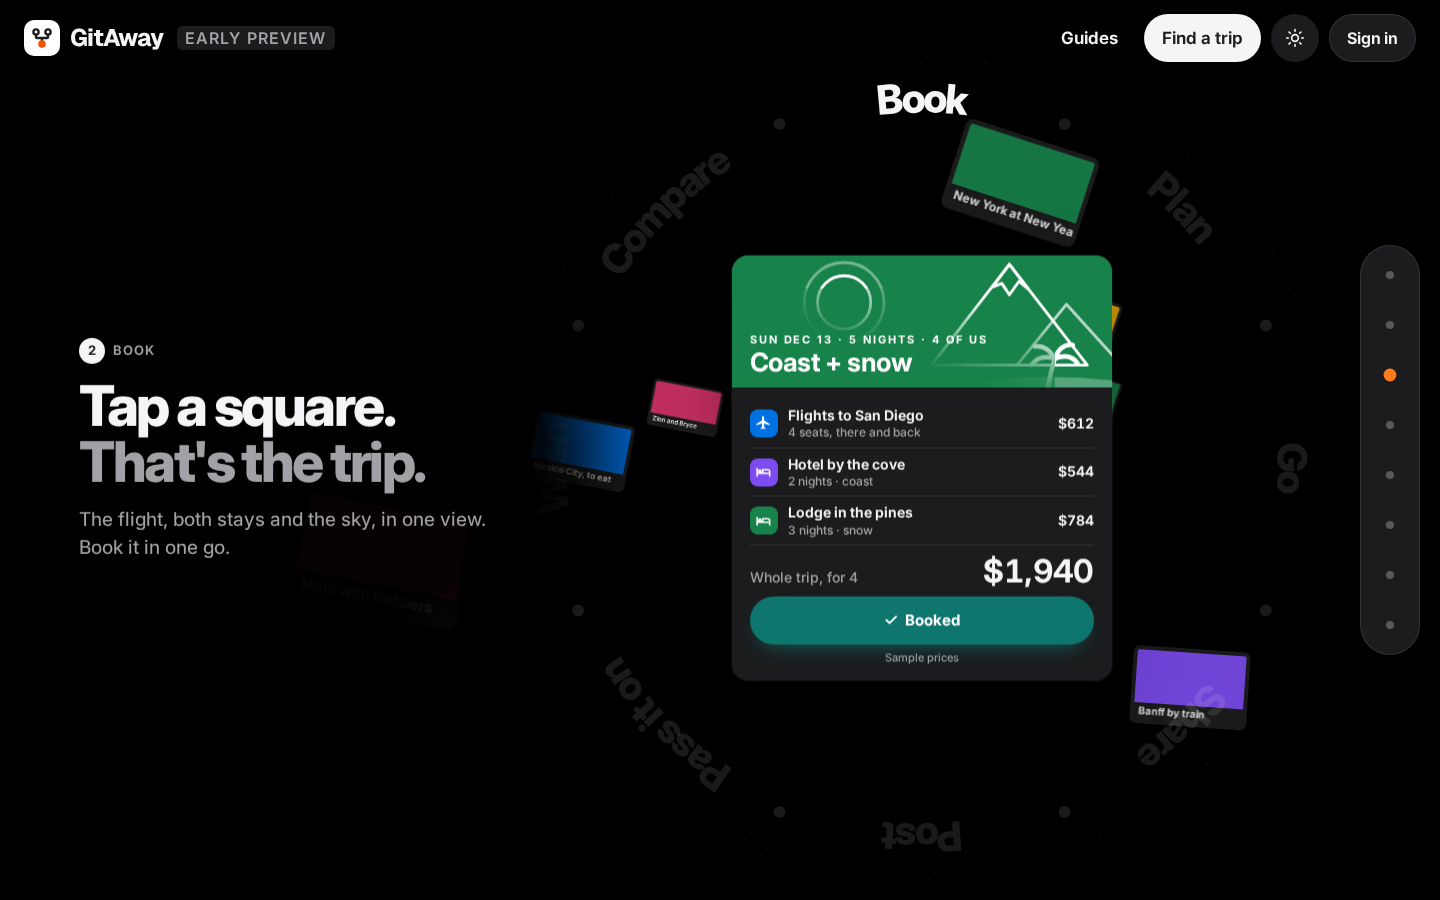 GitAway EARLY PREVIEW
Guides
Find a trip
Sign in
Book
Compare
Plan
New York at New Yea
Go
Share
Post
Pass it on
2 BOOK
Tap a square.
That's the trip.
The flight, both stays and the sky, in one view.
Book it in one go.
Zion and Bryce
Mexico City, to eat
Maui with toddlers
SUN DEC 13 · 5 NIGHTS · 4 OF US
Coast + snow
Flights to San Diego
4 seats, there and back
$612
Hotel by the cove
2 nights · coast
$544
Lodge in the pines
3 nights · snow
$784
Whole trip, for 4
$1,940
Booked
Sample prices
Banff by train